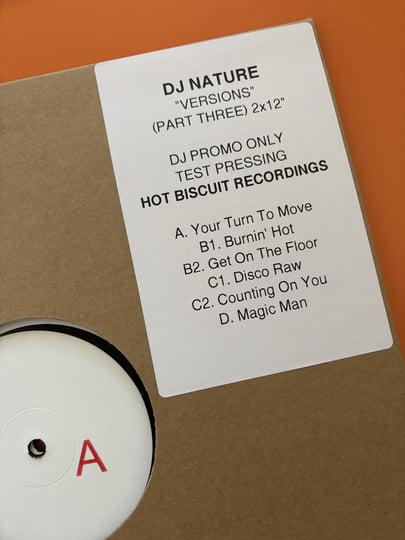 DJ NATURE
"VERSIONS"
(PART THREE) 2x12"
DJ PROMO ONLY
TEST PRESSING
HOT BISCUIT RECORDINGS
A. Your Turn To Move
B1. Burnin' Hot
B2. Get On The Floor
C1. Disco Raw
C2. Counting On You
D. Magic Man
A